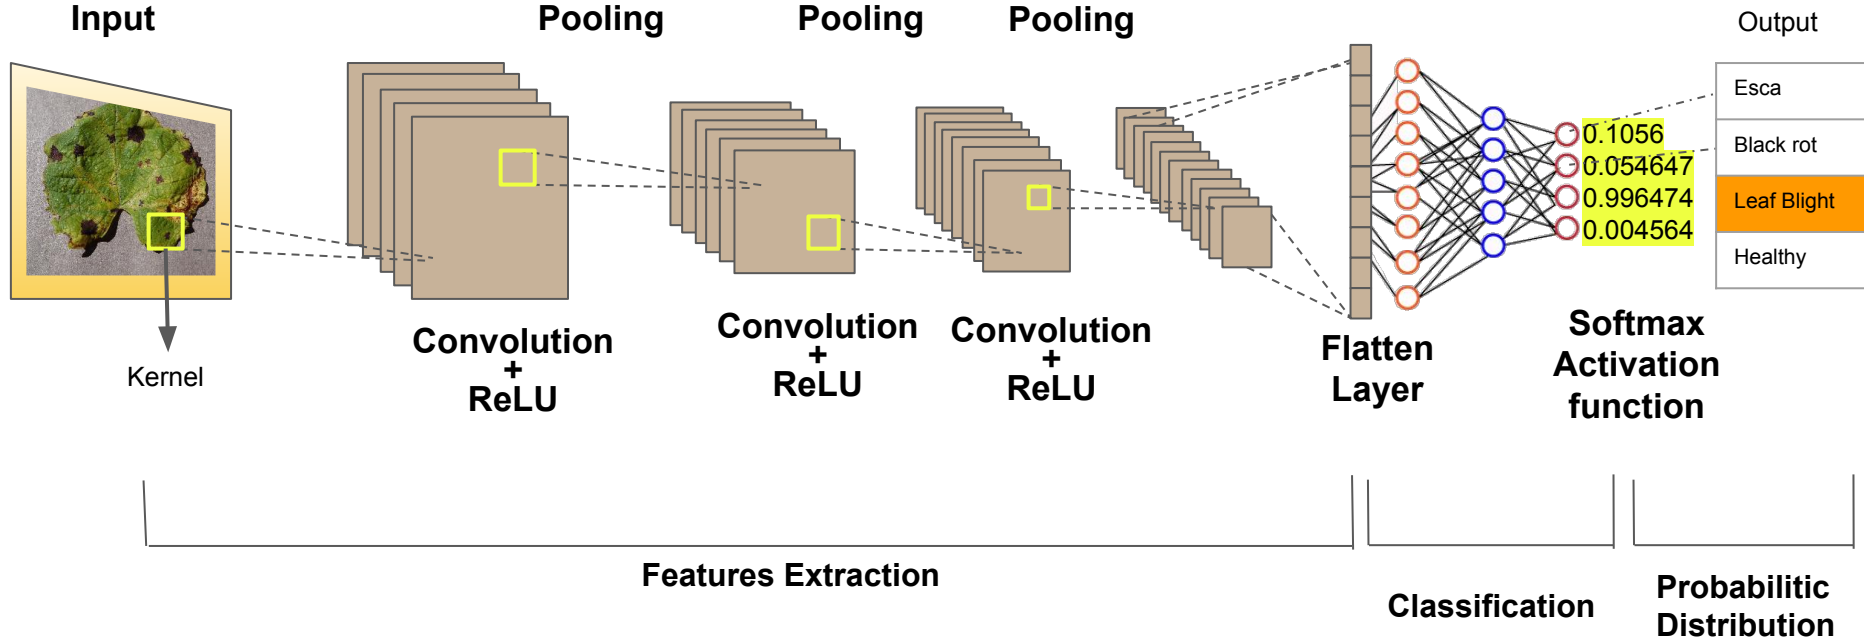 Input
Pooling
Pooling
Pooling
Output
Esca
Black rot
Leaf Blight
Healthy
0.1056
0.054647
0.996474
0.004564
Kernel
Convolution
+
ReLU
Convolution
+
ReLU
Convolution
+
ReLU
Flatten
Layer
Softmax
Activation
function
Features Extraction
Classification
Probabilitic
Distribution